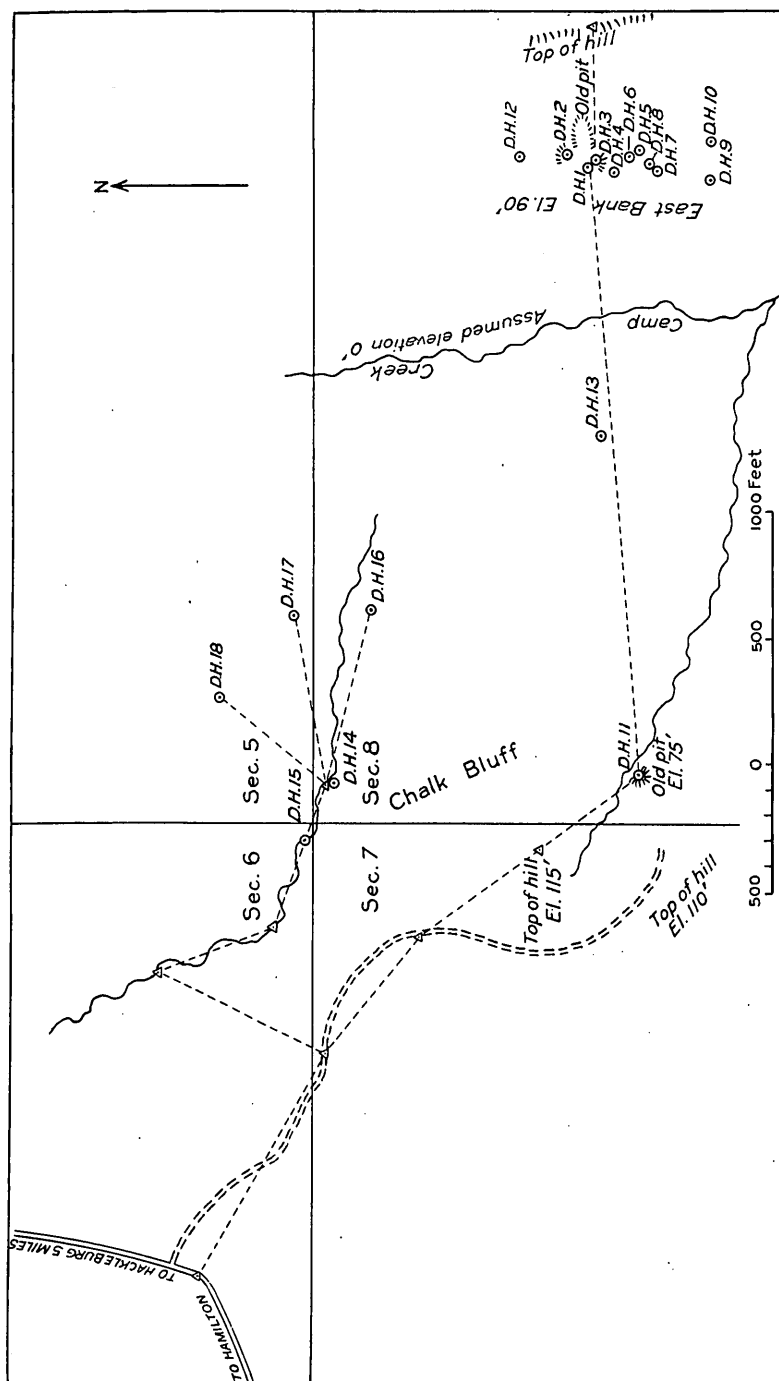 N
Top of hill
Old pit
D.H.12
D.H.2
D.H.1
D.H.3
D.H.4
D.H.6
D.H.5
D.H.8
D.H.7
D.H.10
D.H.9
East Bank El. 90'
Assumed elevation 0'
Camp
Creek
D.H.13
D.H.17
D.H.16
D.H.18
D.H.14
D.H.15
Sec. 5
Sec. 8
Sec. 6
Sec. 7
Chalk Bluff
D.H.11
Old pit
El. 75'
Top of hill
El. 115'
Top of hill
El. 110'
TO HACKLEBURG 5 MILES
TO HAMILTON
500 0 500 1000 Feet